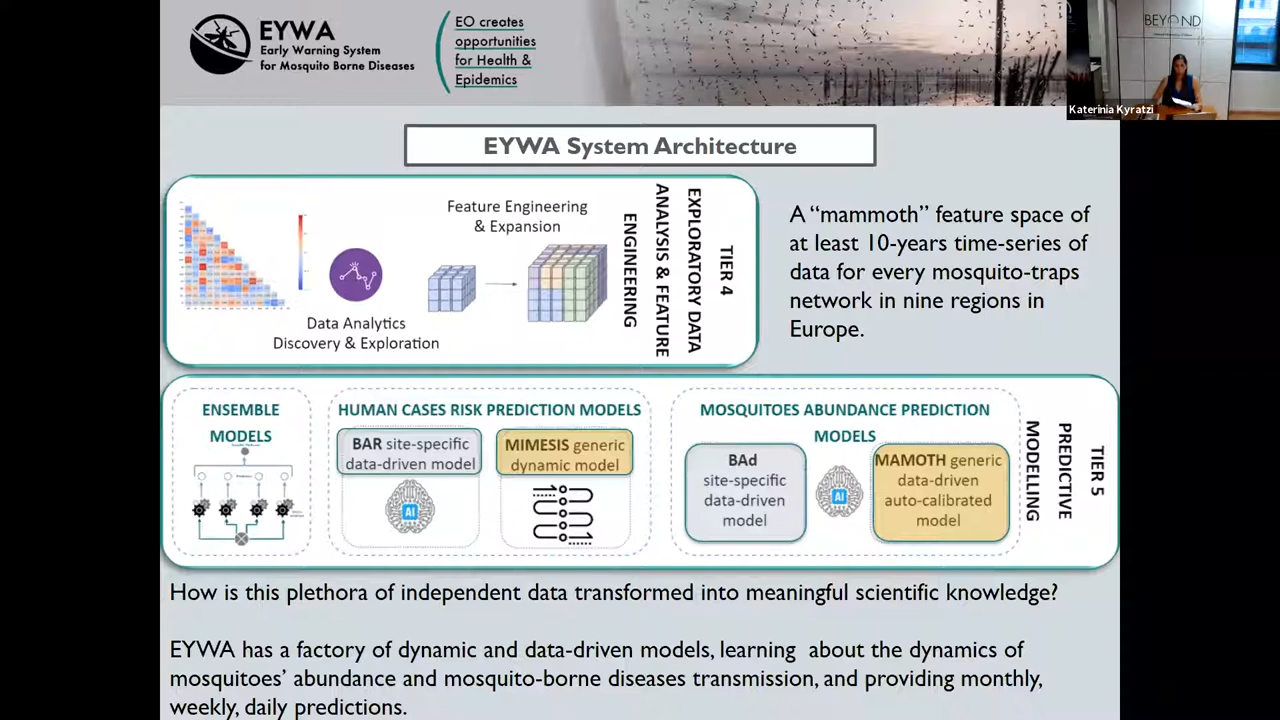 EYWA
Early Warning System
for Mosquito Borne Diseases
EO creates
opportunities
for Health &
Epidemics
BEYOND
Katerinia Kyratzi
EYWA System Architecture
Feature Engineering
& Expansion
Data Analytics
Discovery & Exploration
TIER 4
EXPLORATORY DATA
ANALYSIS & FEATURE
ENGINEERING
A “mammoth” feature space of
at least 10-years time-series of
data for every mosquito-traps
network in nine regions in
Europe.
ENSEMBLE
MODELS
HUMAN CASES RISK PREDICTION MODELS
BAR site-specific
data-driven model
AI
MIMESIS generic
dynamic model
MOSQUITOES ABUNDANCE PREDICTION
MODELS
BAd
site-specific
data-driven
model
AI
MAMOTH generic
data-driven
auto-calibrated
model
TIER 5
PREDICTIVE
MODELLING
How is this plethora of independent data transformed into meaningful scientific knowledge?
EYWA has a factory of dynamic and data-driven models, learning about the dynamics of
mosquitoes’ abundance and mosquito-borne diseases transmission, and providing monthly,
weekly, daily predictions.